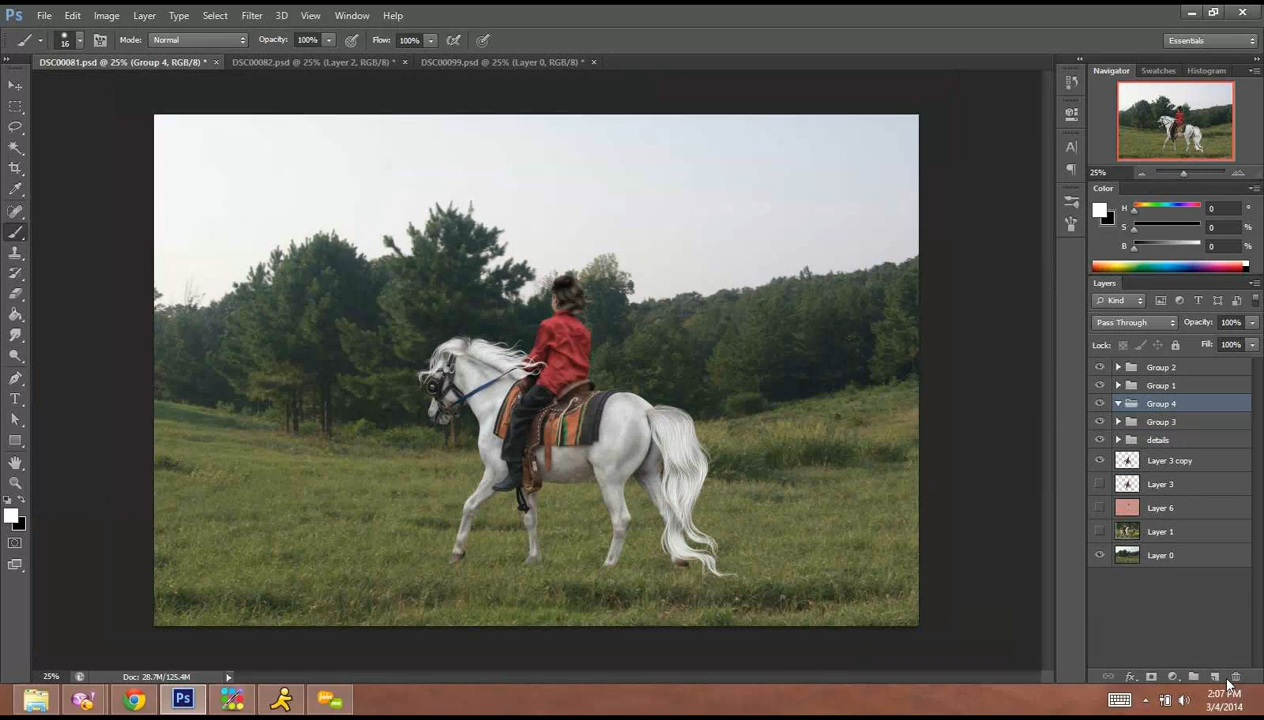 Ps File Edit Image Layer Type Select Filter 3D View Window Help
16 Mode: Normal Opacity: 100% Flow: 100% Essentials
DSC00081.psd @ 25% (Group 4, RGB/8) * × DSC00082.psd @ 25% (Layer 2, RGB/8) * × DSC00099.psd @ 25% (Layer 0, RGB/8) * ×
Navigator Swatches Histogram
25%
Color
H 0 °
S 0 %
B 0 %
Layers
Kind
Pass Through Opacity: 100%
Lock: Fill: 100%
Group 2
Group 1
Group 4
Group 3
details
Layer 3 copy
Layer 3
Layer 6
Layer 1
Layer 0
25% Doc: 28.7M/125.4M
fx
Ps
2:07 PM
3/4/2014